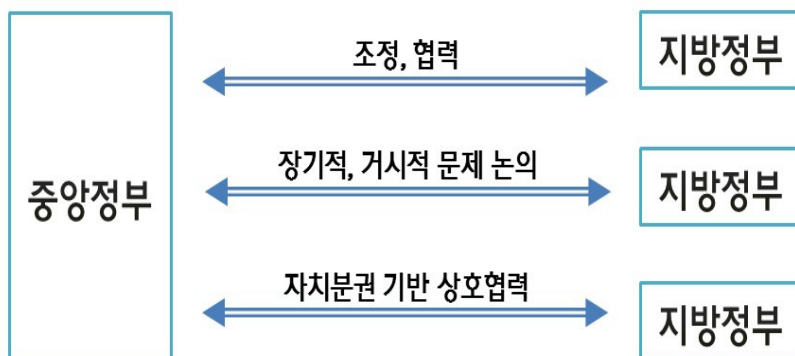 조정, 협력
지방정부
장기적, 거시적 문제 논의
중앙정부
지방정부
자치분권 기반 상호협력
지방정부